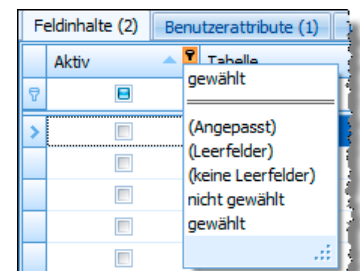 Feldinhalte (2) Benutzerattribute (1)
Aktiv Tabelle
gewählt
(Angepasst)
(Leerfelder)
(keine Leerfelder)
nicht gewählt
gewählt